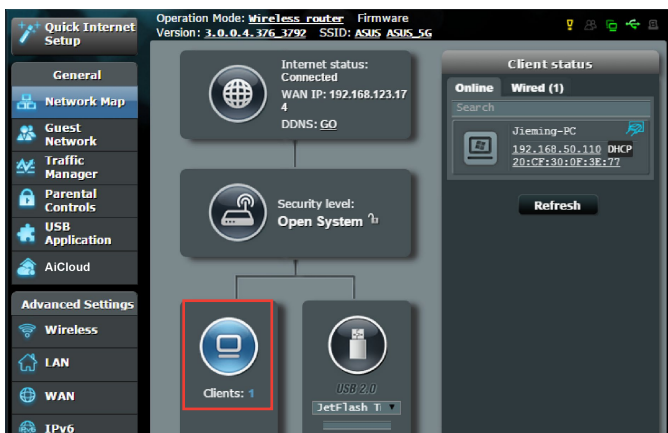 Quick Internet
Setup
Operation Mode: Wireless router Firmware
Version: 3.0.0.4.376_3792 SSID: ASUS ASUS_5G
General
Network Map
Guest
Network
Traffic
Manager
Parental
Controls
USB
Application
AiCloud
Advanced Settings
Wireless
LAN
WAN
IPv6
Internet status:
Connected
WAN IP: 192.168.123.17
4
DDNS: GO
Security level:
Open System
Clients: 1
USB 2.0
JetFlash T
Client status
Online Wired (1)
Search
Jieming-PC
192.168.50.110 DHCP
20:CF:30:0F:3E:77
Refresh